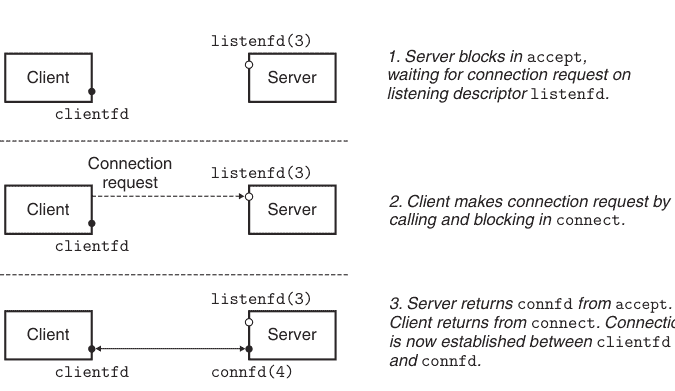 listenfd(3)
Client
Server
clientfd
1. Server blocks in accept,
waiting for connection request on
listening descriptor listenfd.
Connection
request
listenfd(3)
Client
Server
clientfd
2. Client makes connection request by
calling and blocking in connect.
listenfd(3)
Client
Server
clientfd
connfd(4)
3. Server returns connfd from accept.
Client returns from connect. Connectio
is now established between clientfd
and connfd.